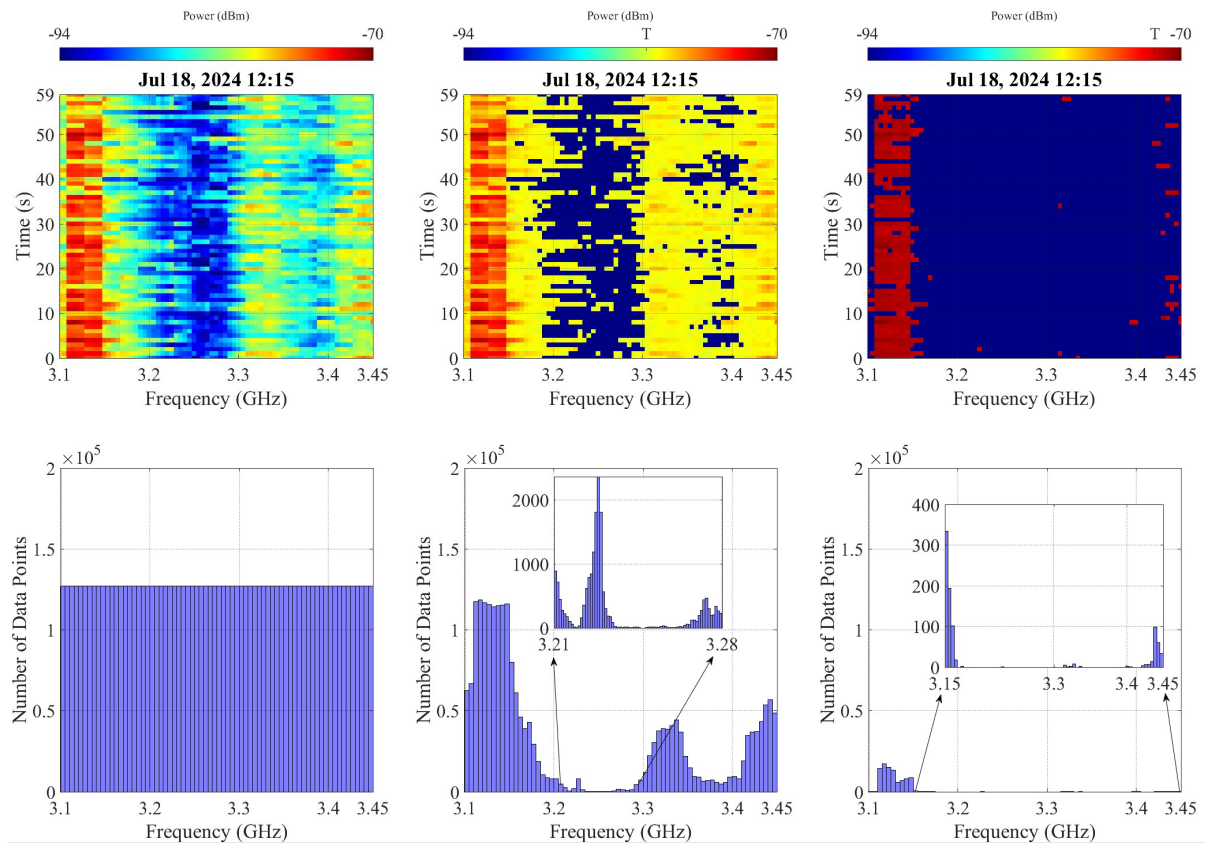 Power (dBm)
-94 -70
Jul 18, 2024 12:15
59
50
40
30
20
10
0
Time (s)
3.1 3.2 3.3 3.4 3.45
Frequency (GHz)
Power (dBm)
-94 T -70
Jul 18, 2024 12:15
59
50
40
30
20
10
0
Time (s)
3.1 3.2 3.3 3.4 3.45
Frequency (GHz)
Power (dBm)
-94 T -70
Jul 18, 2024 12:15
59
50
40
30
20
10
0
Time (s)
3.1 3.2 3.3 3.4 3.45
Frequency (GHz)
×10⁵
2
1.5
1
0.5
0
Number of Data Points
3.1 3.2 3.3 3.4 3.45
Frequency (GHz)
×10⁵
2
1.5
1
0.5
0
Number of Data Points
2000
1000
0
3.21 3.28
3.1 3.2 3.3 3.4 3.45
Frequency (GHz)
×10⁵
2
1.5
1
0.5
0
Number of Data Points
400
300
200
100
0
3.15 3.3 3.4 3.45
3.1 3.2 3.3 3.4 3.45
Frequency (GHz)